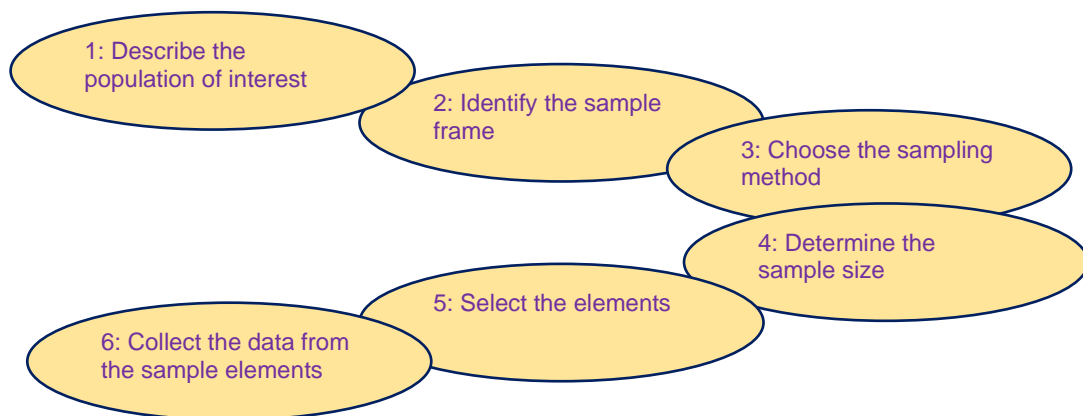 1: Describe the
population of interest
2: Identify the sample
frame
3: Choose the sampling
method
4: Determine the
sample size
5: Select the elements
6: Collect the data from
the sample elements